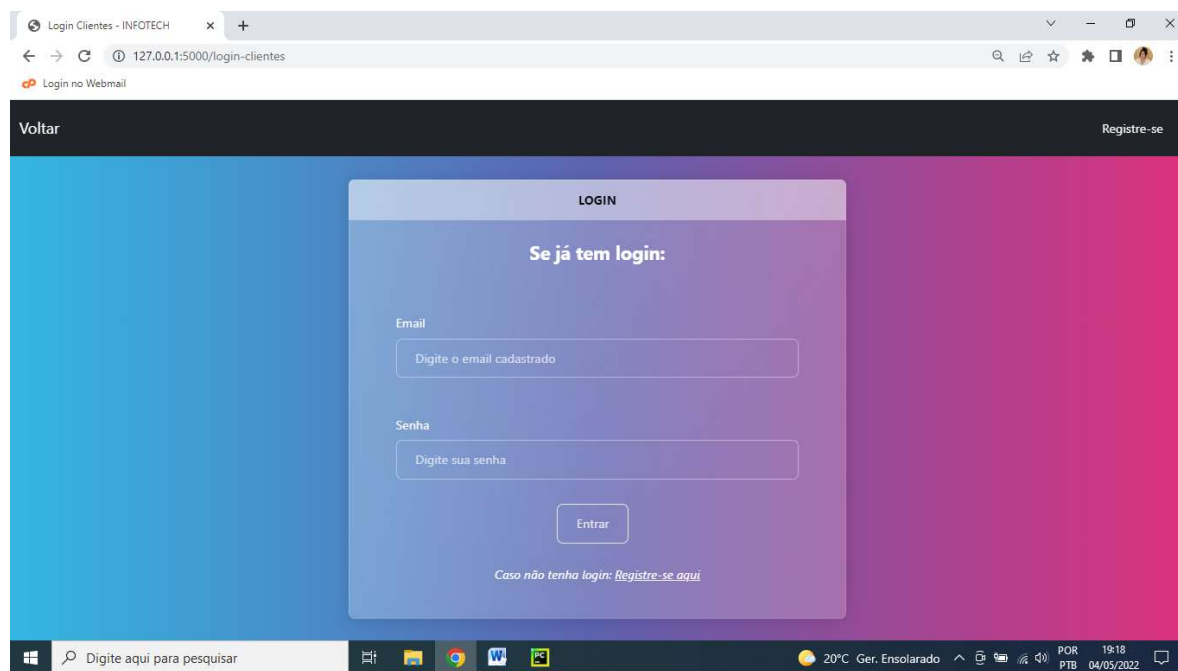 Login Clientes - INFOTECH
127.0.0.1:5000/login-clientes
cP Login no Webmail
Voltar
Registre-se
LOGIN
Se já tem login:
Email
Digite o email cadastrado
Senha
Digite sua senha
Entrar
Caso não tenha login: Registre-se aqui
Digite aqui para pesquisar
W
PC
20°C Ger. Ensolarado
POR
PTB
19:18
04/05/2022